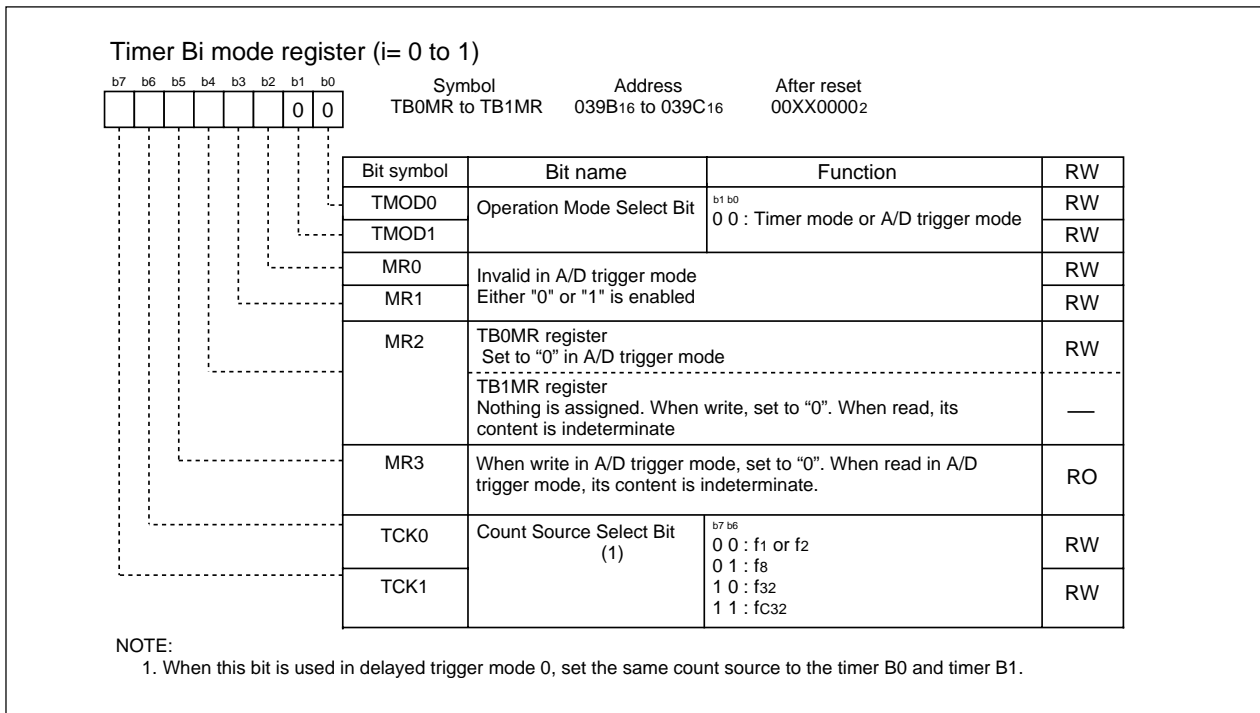 Timer Bi mode register (i= 0 to 1)
b7 b6 b5 b4 b3 b2 b1 b0
0 0
Symbol Address After reset
TB0MR to TB1MR 039B16 to 039C16 00XX00002
Bit symbol Bit name Function RW
TMOD0 Operation Mode Select Bit b1 b0 RW
0 0 : Timer mode or A/D trigger mode
TMOD1 RW
MR0 Invalid in A/D trigger mode RW
MR1 Either "0" or "1" is enabled RW
MR2 TB0MR register RW
Set to “0” in A/D trigger mode
TB1MR register
Nothing is assigned. When write, set to “0”. When read, its —
content is indeterminate
MR3 When write in A/D trigger mode, set to “0”. When read in A/D RO
trigger mode, its content is indeterminate.
TCK0 Count Source Select Bit b7 b6 RW
(1) 0 0 : f1 or f2
0 1 : f8
TCK1 1 0 : f32 RW
1 1 : fC32
NOTE:
1. When this bit is used in delayed trigger mode 0, set the same count source to the timer B0 and timer B1.